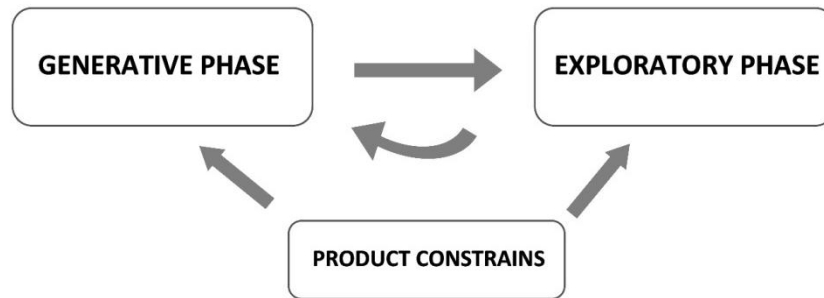 GENERATIVE PHASE
EXPLORATORY PHASE
PRODUCT CONSTRAINS